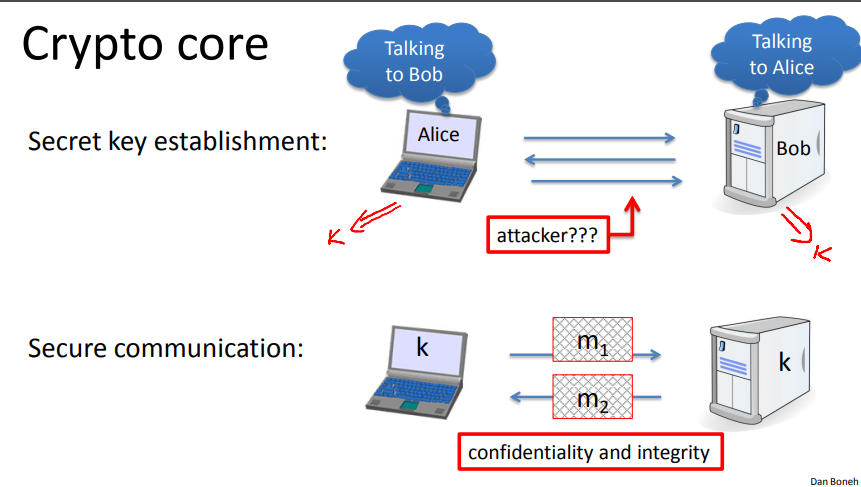 Crypto core
Talking
to Bob
Talking
to Alice
Secret key establishment:
Alice
Bob
attacker???
K
K
Secure communication:
k
m1
k
m2
confidentiality and integrity
Dan Boneh